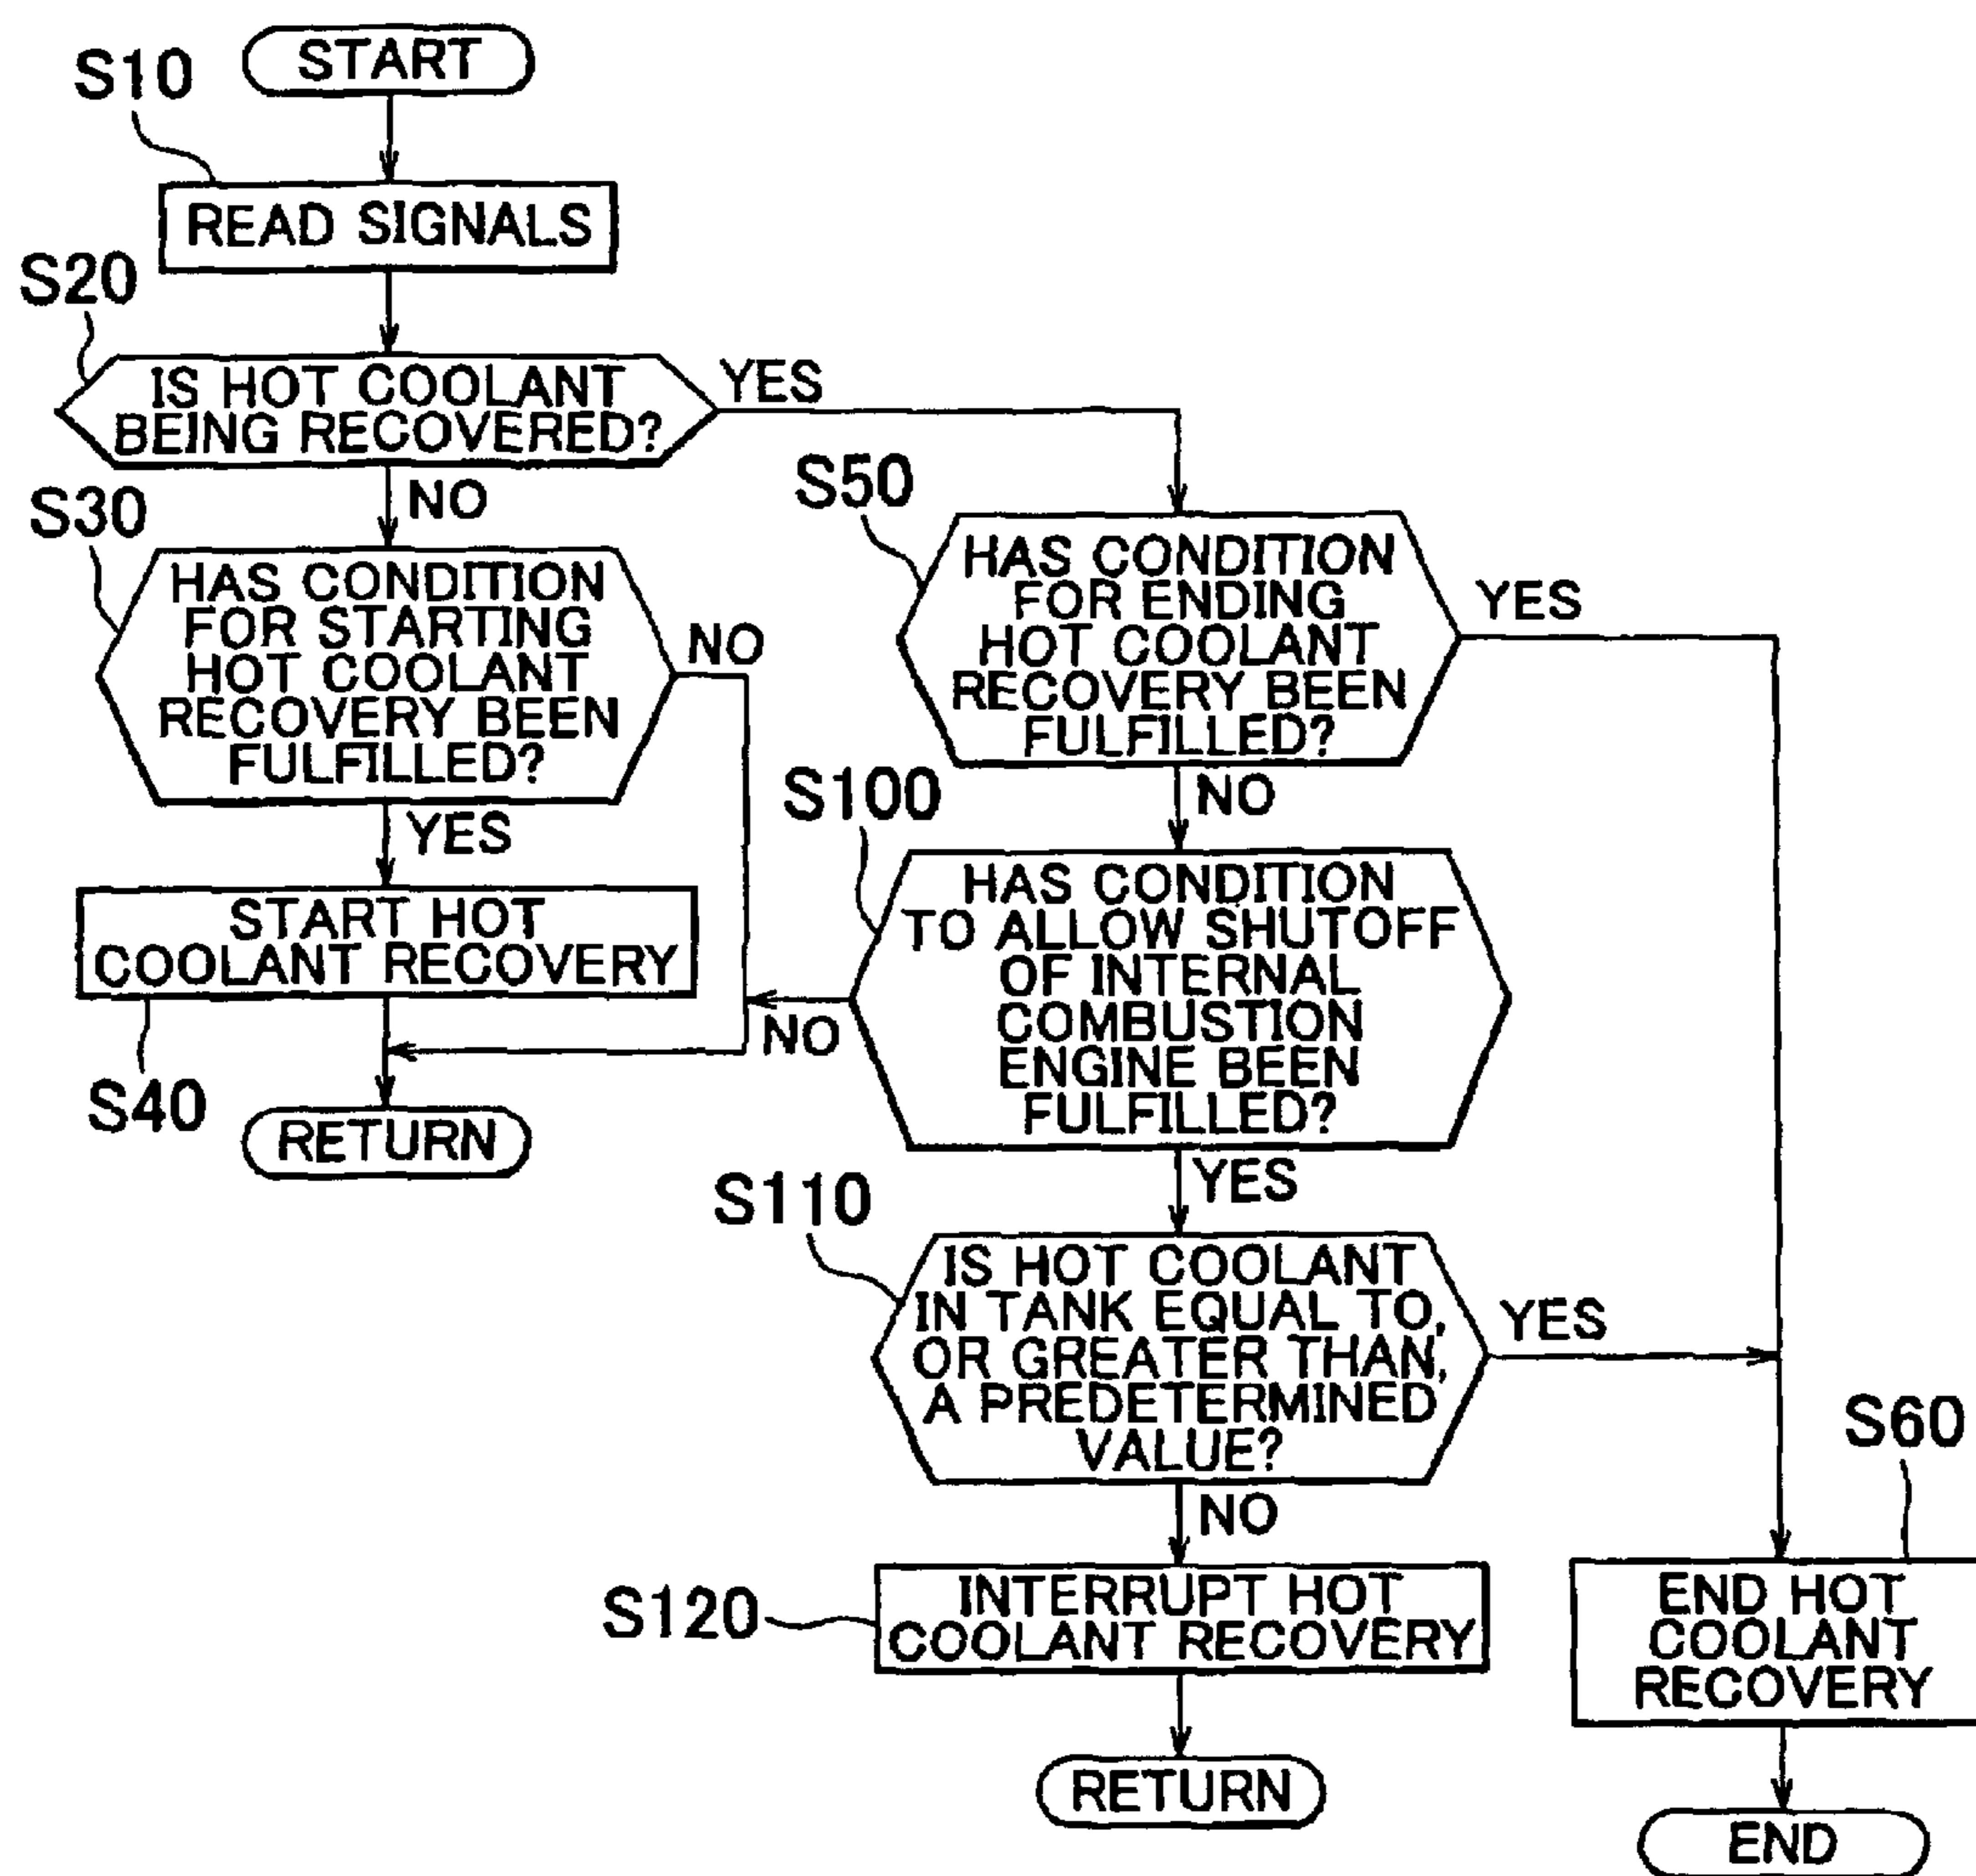 START
S10
READ SIGNALS
S20
IS HOT COOLANT
BEING RECOVERED?
YES
NO
S30
HAS CONDITION
FOR STARTING
HOT COOLANT
RECOVERY BEEN
FULFILLED?
NO
YES
START HOT
COOLANT RECOVERY
S40
RETURN
S50
HAS CONDITION
FOR ENDING
HOT COOLANT
RECOVERY BEEN
FULFILLED?
YES
NO
S100
HAS CONDITION
TO ALLOW SHUTOFF
OF INTERNAL
COMBUSTION
ENGINE BEEN
FULFILLED?
NO
YES
S110
IS HOT COOLANT
IN TANK EQUAL TO,
OR GREATER THAN,
A PREDETERMINED
VALUE?
YES
NO
S120
INTERRUPT HOT
COOLANT RECOVERY
RETURN
S60
END HOT
COOLANT
RECOVERY
END